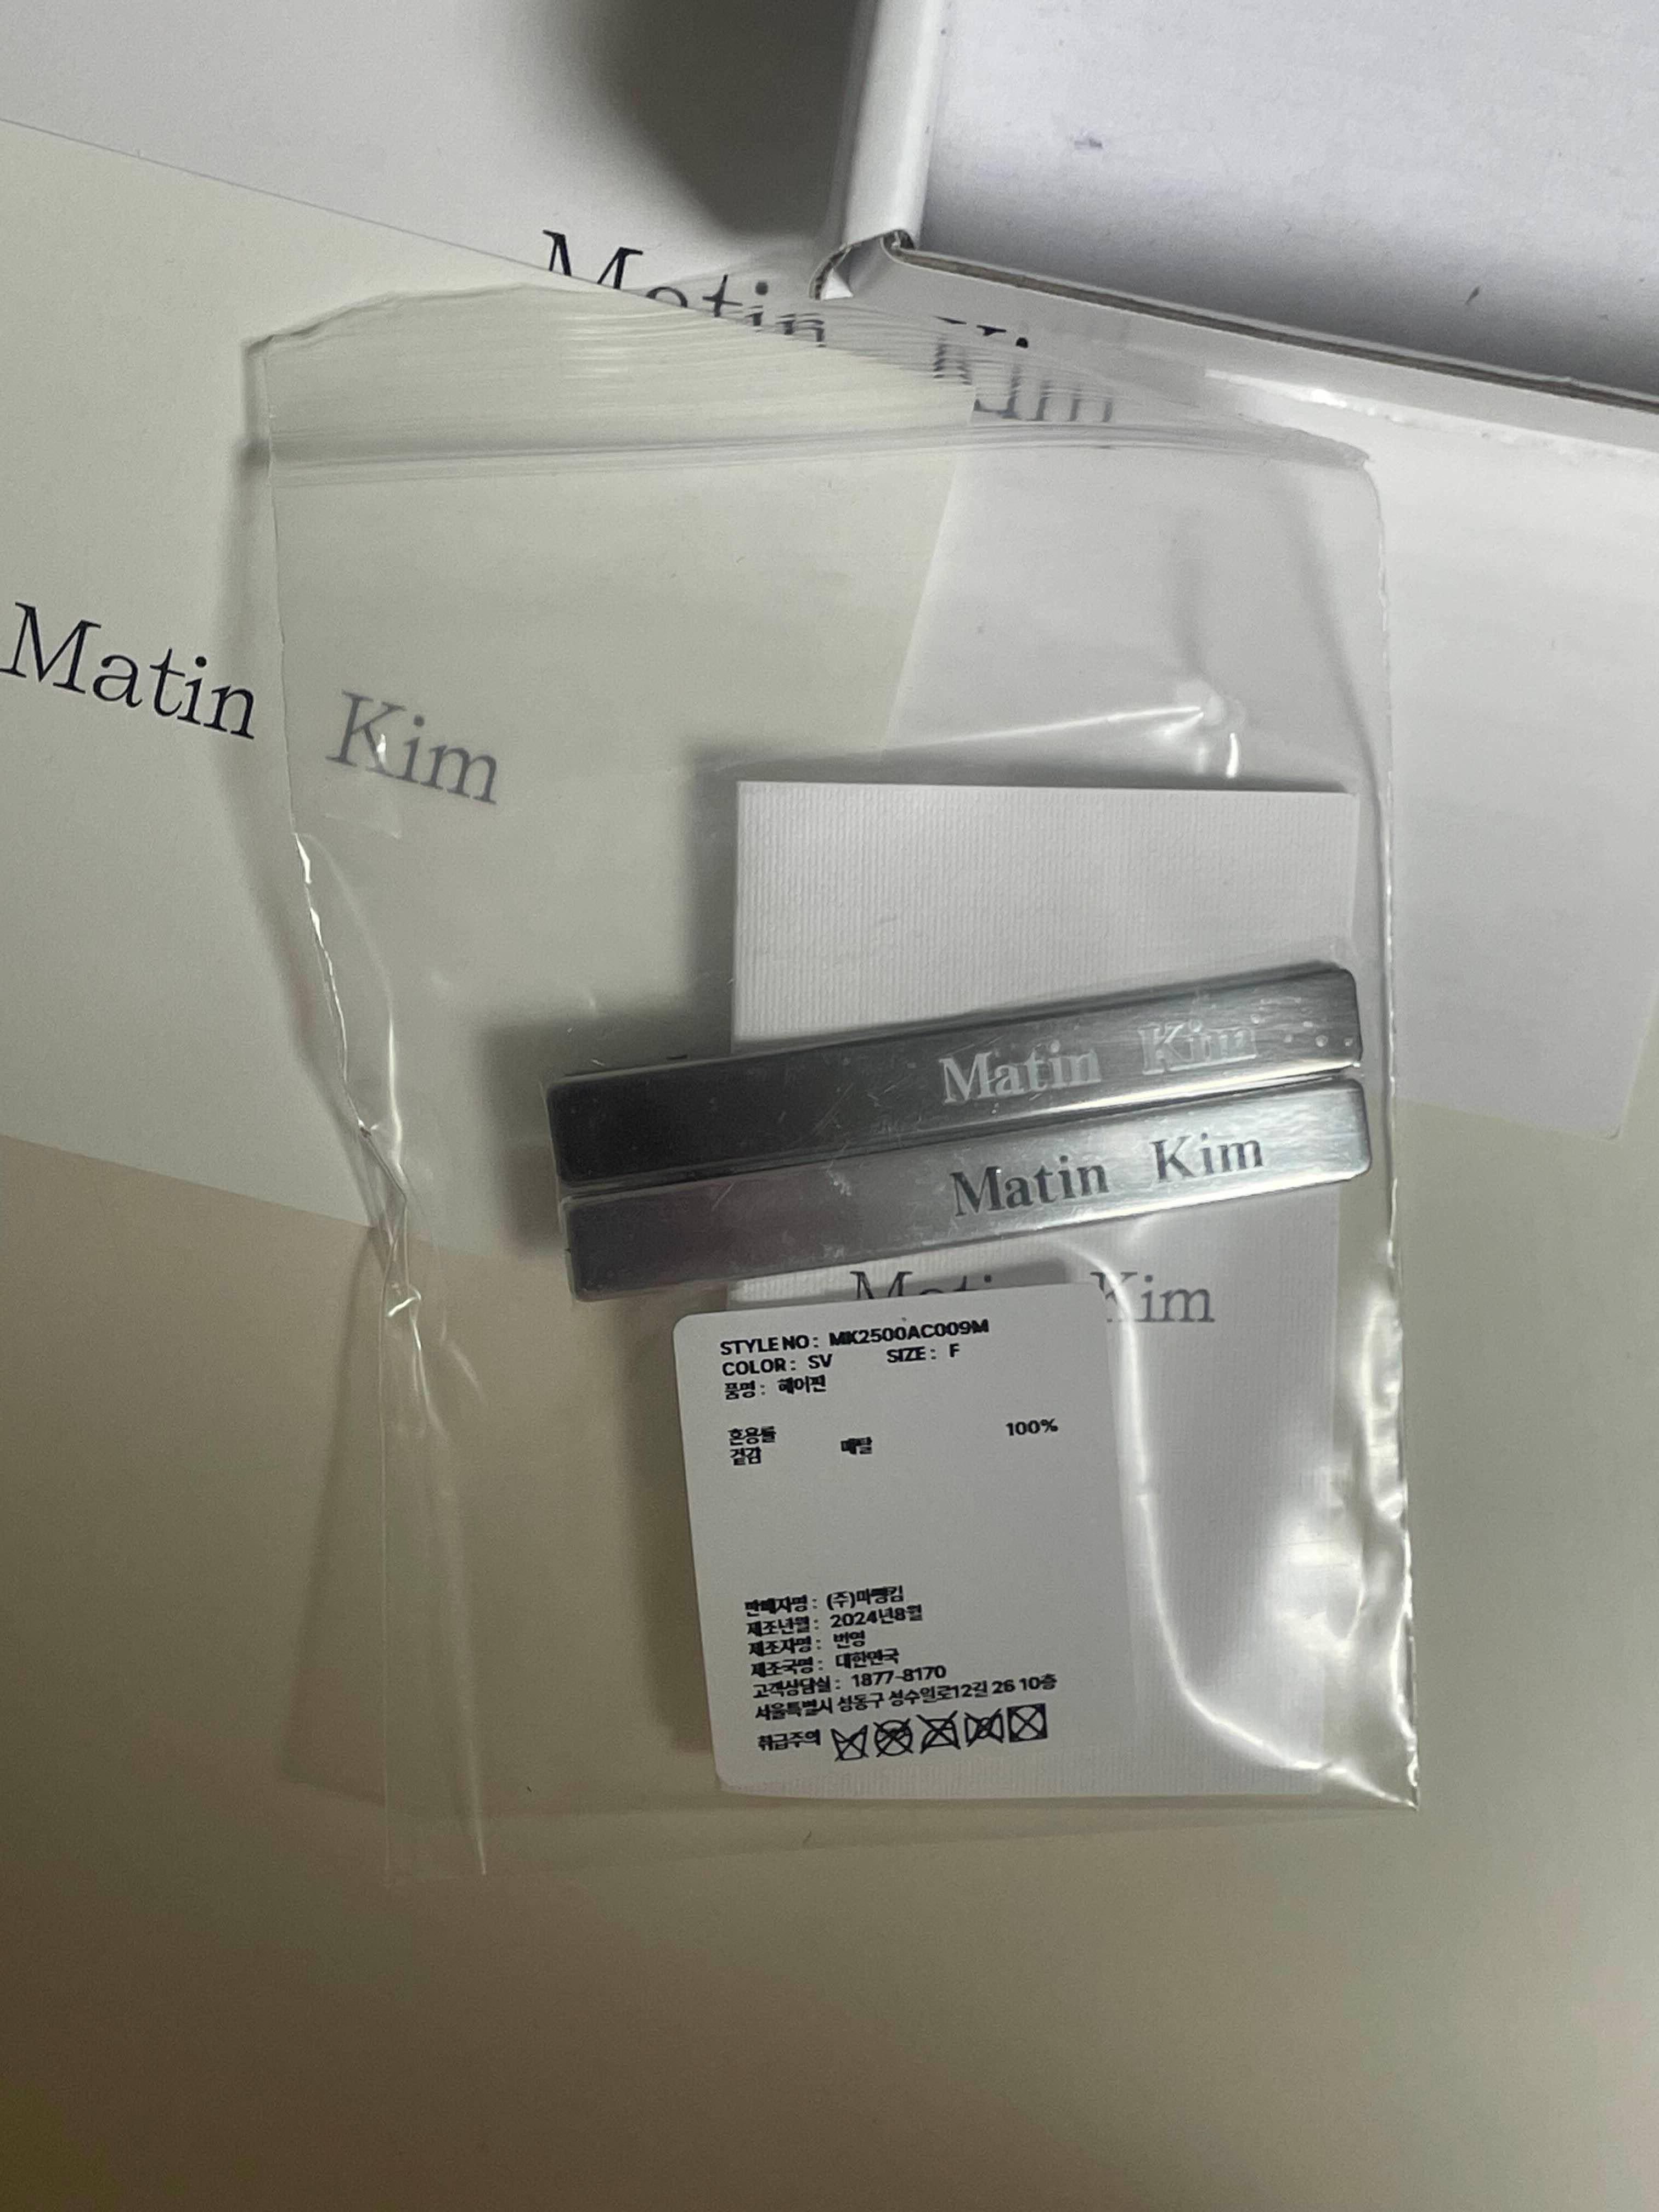 Matin Kim
Matin Kim
Matin Kim
Matin Kim
Matin Kim
STYLE NO : MK2500AC009M
COLOR : SV SIZE : F
품명 : 헤어핀
혼용률
겉감 메탈 100%
판매자명 : (주)마뗑킴
제조년월 : 2024년8월
제조자명 : 번영
제조국명 : 대한민국
고객상담실 : 1877-8170
서울특별시 성동구 성수일로12길 26 10층
취급주의